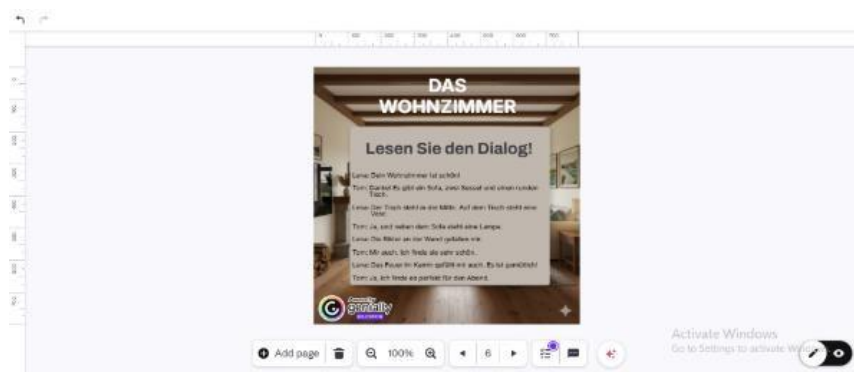 DAS
WOHNZIMMER
Lesen Sie den Dialog!
Lena: Dein Wohnzimmer ist schön!
Tom: Danke! Es gibt ein Sofa, zwei Sessel und einen runden
Tisch.
Lena: Der Tisch steht in der Mitte. Auf dem Tisch steht eine
Vase.
Tom: Ja, und neben dem Sofa steht eine Lampe.
Lena: Die Bilder an der Wand gefallen mir.
Tom: Mir auch. Ich finde sie sehr schön.
Lena: Das Feuer im Kamin gefällt mir auch. Es ist gemütlich!
Tom: Ja, ich finde es perfekt für den Abend.
genially
Add page
100%
6
Activate Windows
Go to Settings to activate